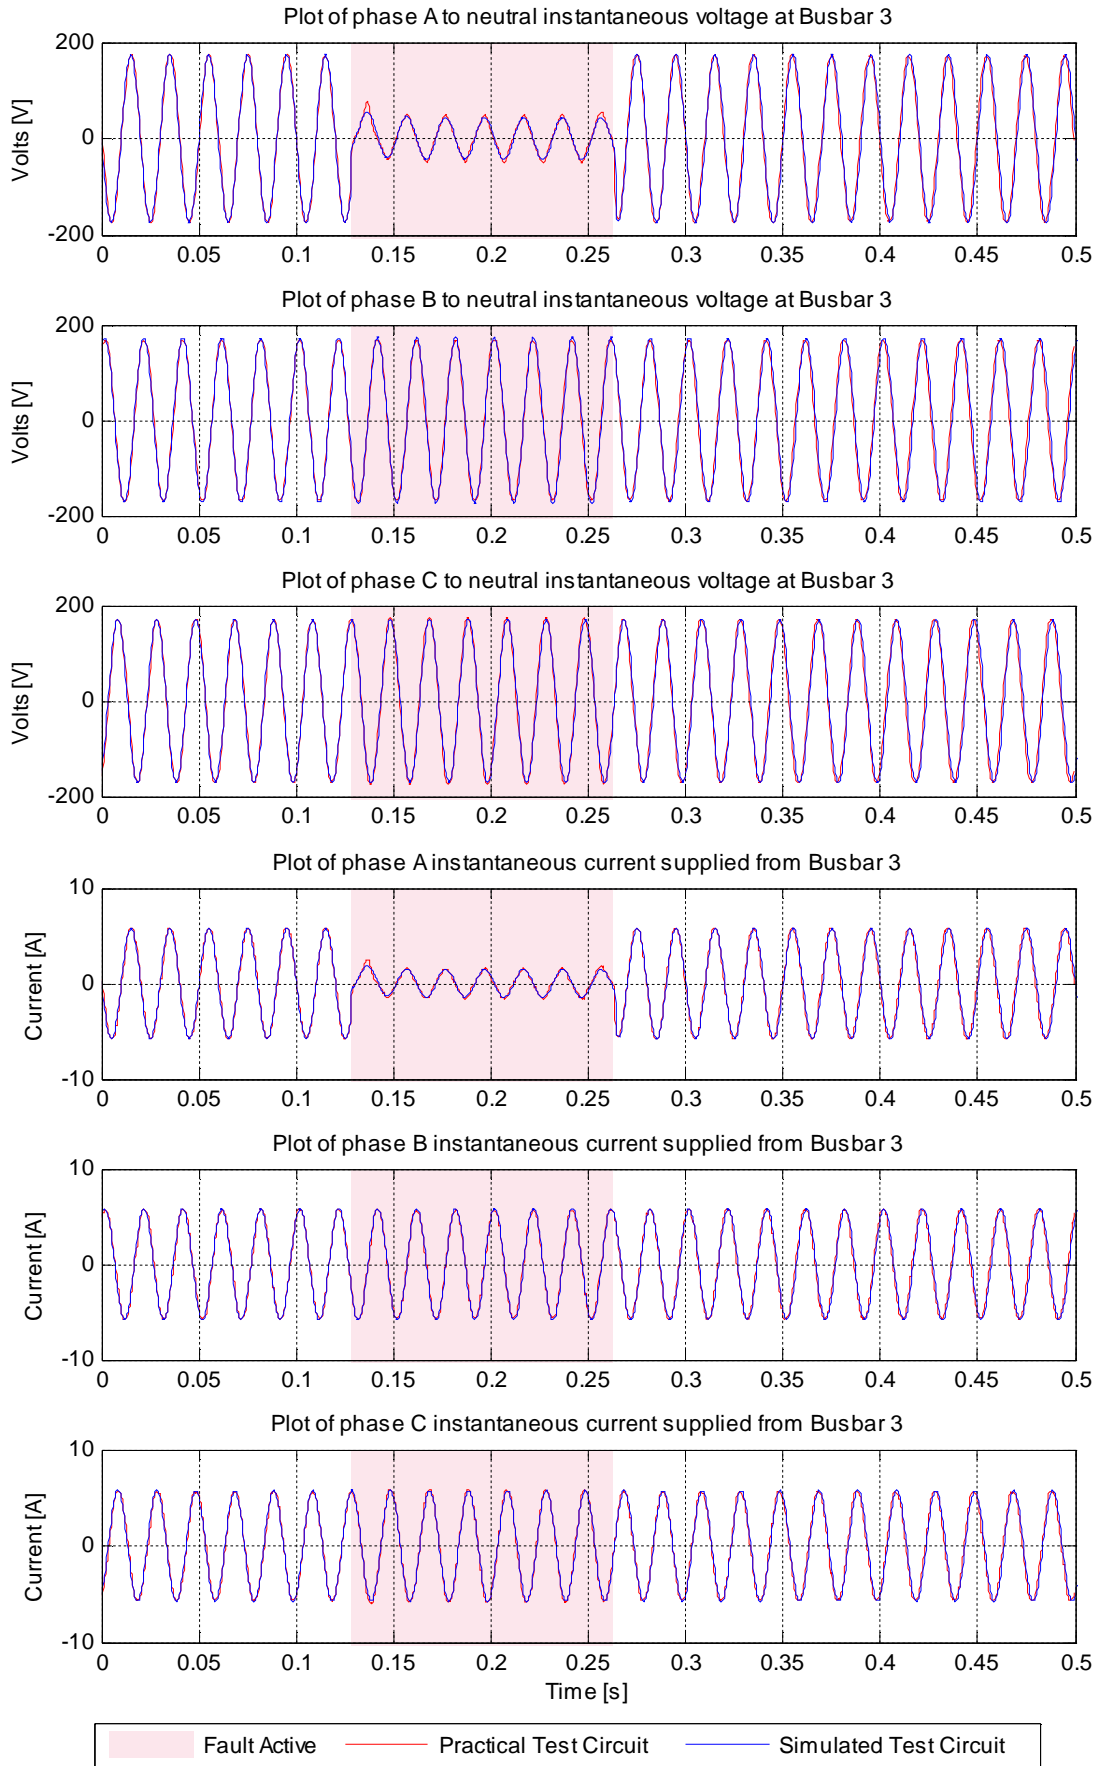 Plot of phase A to neutral instantaneous voltage at Busbar 3
200
0
-200
Volts [V]
0 0.05 0.1 0.15 0.2 0.25 0.3 0.35 0.4 0.45 0.5
Plot of phase B to neutral instantaneous voltage at Busbar 3
200
0
-200
Volts [V]
0 0.05 0.1 0.15 0.2 0.25 0.3 0.35 0.4 0.45 0.5
Plot of phase C to neutral instantaneous voltage at Busbar 3
200
0
-200
Volts [V]
0 0.05 0.1 0.15 0.2 0.25 0.3 0.35 0.4 0.45 0.5
Plot of phase A instantaneous current supplied from Busbar 3
10
0
-10
Current [A]
0 0.05 0.1 0.15 0.2 0.25 0.3 0.35 0.4 0.45 0.5
Plot of phase B instantaneous current supplied from Busbar 3
10
0
-10
Current [A]
0 0.05 0.1 0.15 0.2 0.25 0.3 0.35 0.4 0.45 0.5
Plot of phase C instantaneous current supplied from Busbar 3
10
0
-10
Current [A]
0 0.05 0.1 0.15 0.2 0.25 0.3 0.35 0.4 0.45 0.5
Time [s]
Fault Active Practical Test Circuit Simulated Test Circuit